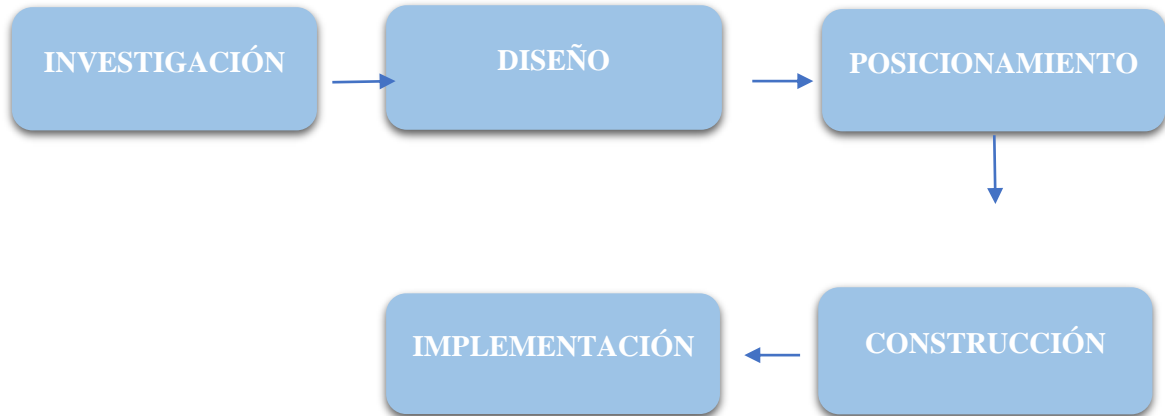 INVESTIGACIÓN
DISEÑO
POSICIONAMIENTO
CONSTRUCCIÓN
IMPLEMENTACIÓN